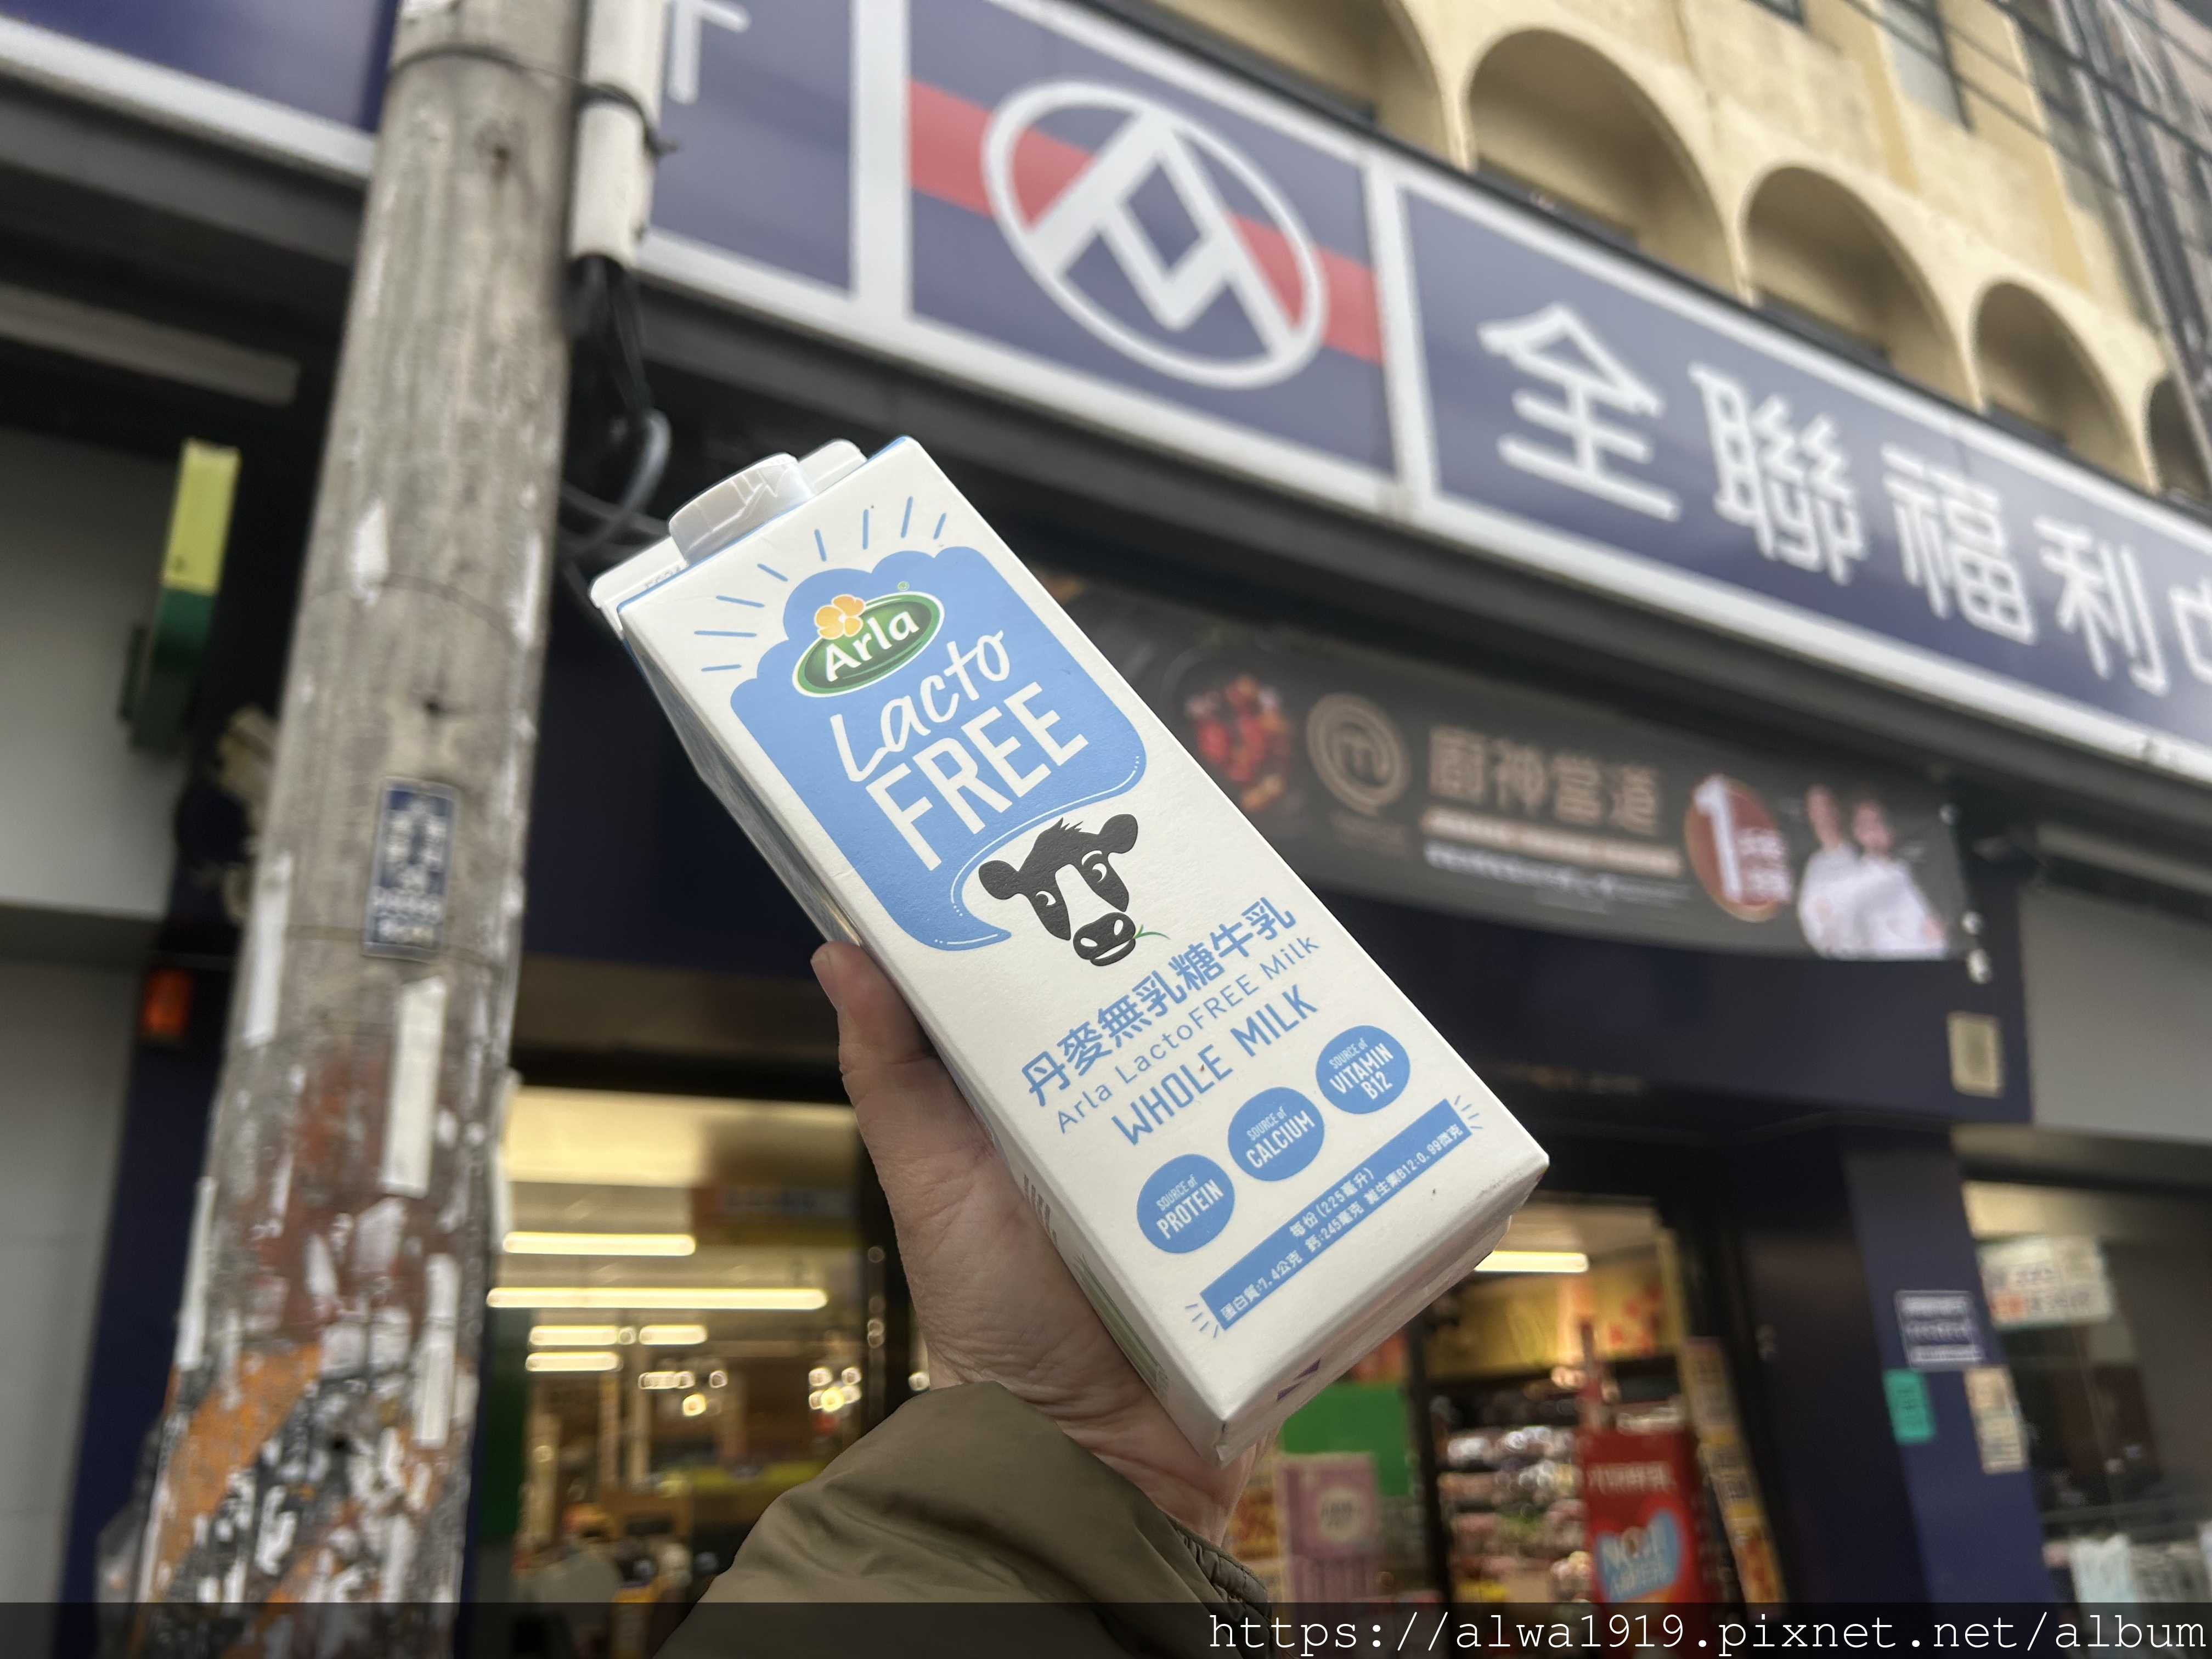 全聯福利
Arla
Lacto
FREE
廚神當道
1
丹麥無乳糖牛乳
Arla LactoFREE Milk
WHOLE MILK
SOURCE of
PROTEIN
SOURCE of
CALCIUM
SOURCE of
VITAMIN
B12
每份(225毫升)
蛋白質:7.4公克 鈣:245毫克 維生素B12:0.99微克
https://alwa1919.pixnet.net/album